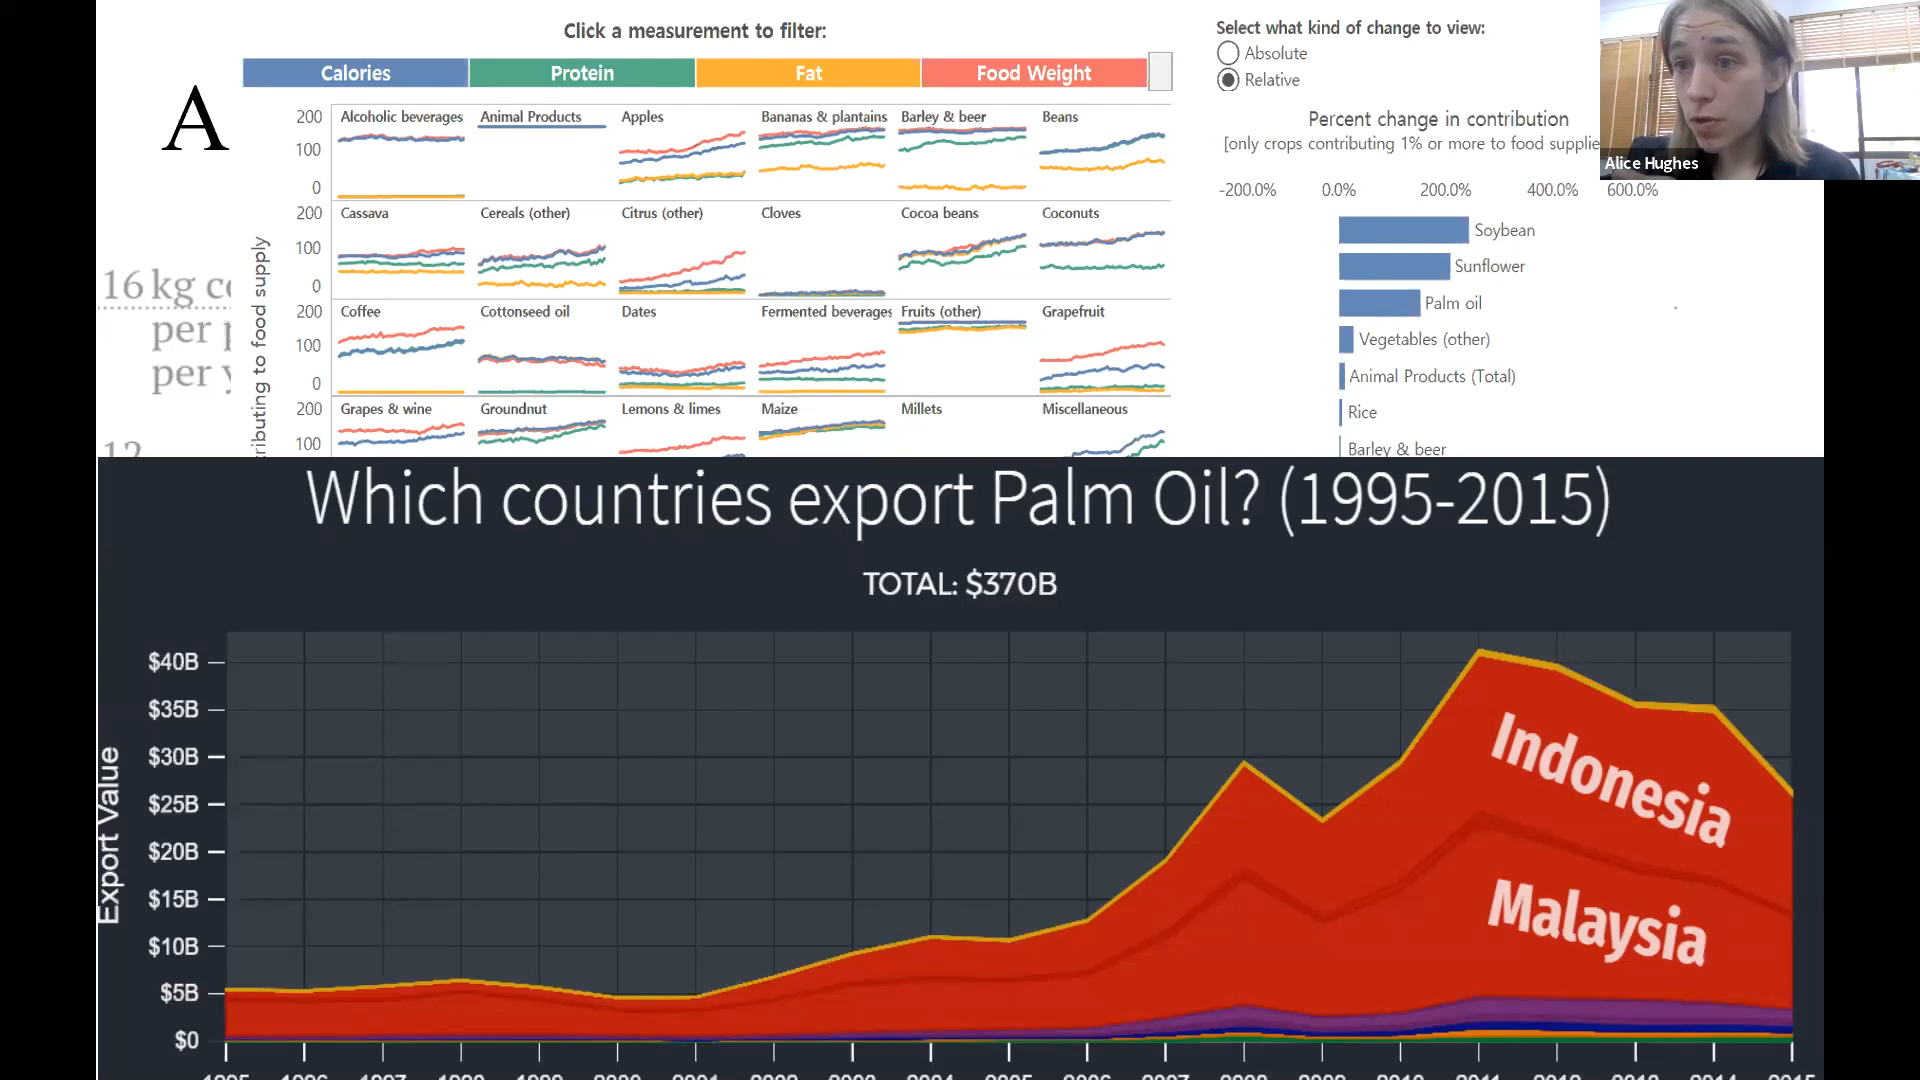 Click a measurement to filter:
Calories
Protein
Fat
Food Weight
A
200
100
0
Alcoholic beverages
Animal Products
Apples
Bananas & plantains
Barley & beer
Beans
200
100
0
Cassava
Cereals (other)
Citrus (other)
Cloves
Cocoa beans
Coconuts
200
100
0
Coffee
Cottonseed oil
Dates
Fermented beverages
Fruits (other)
Grapefruit
200
100
Grapes & wine
Groundnut
Lemons & limes
Maize
Millets
Miscellaneous
16 kg
per
per
12
to food supply
Select what kind of change to view:
Absolute
Relative
Percent change in contribution
[only crops contributing 1% or more to food supplie
-200.0%
0.0%
200.0%
400.0%
600.0%
Soybean
Sunflower
Palm oil
Vegetables (other)
Animal Products (Total)
Rice
Barley & beer
Alice Hughes
Which countries export Palm Oil? (1995-2015)
TOTAL: $370B
Export Value
$40B
$35B
$30B
$25B
$20B
$15B
$10B
$5B
$0
Indonesia
Malaysia